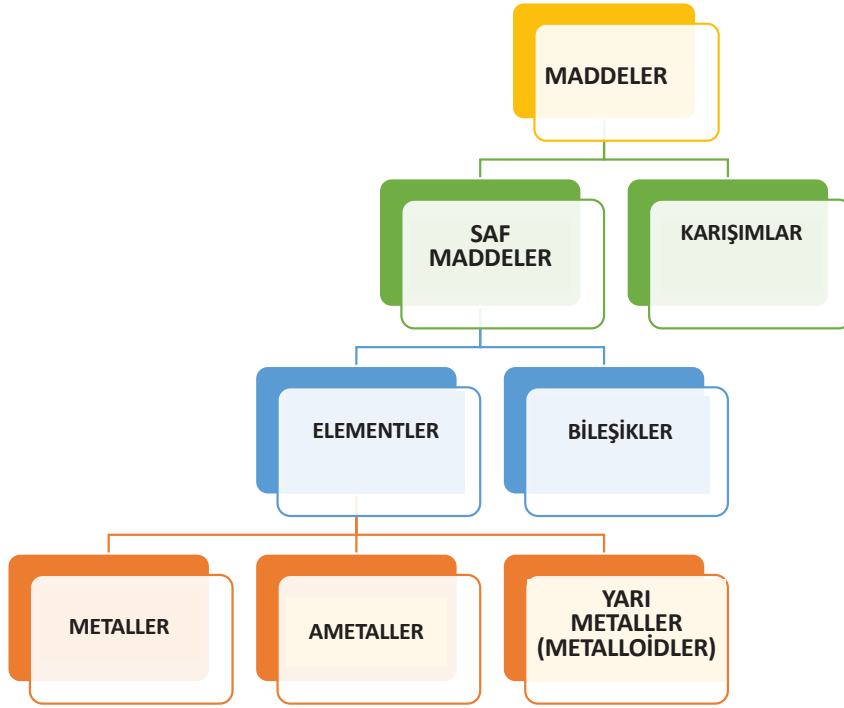 MADDELER
SAF
MADDELER
KARIŞIMLAR
ELEMENTLER
BİLEŞİKLER
METALLER
AMETALLER
YARI
METALLER
(METALLOİDLER)